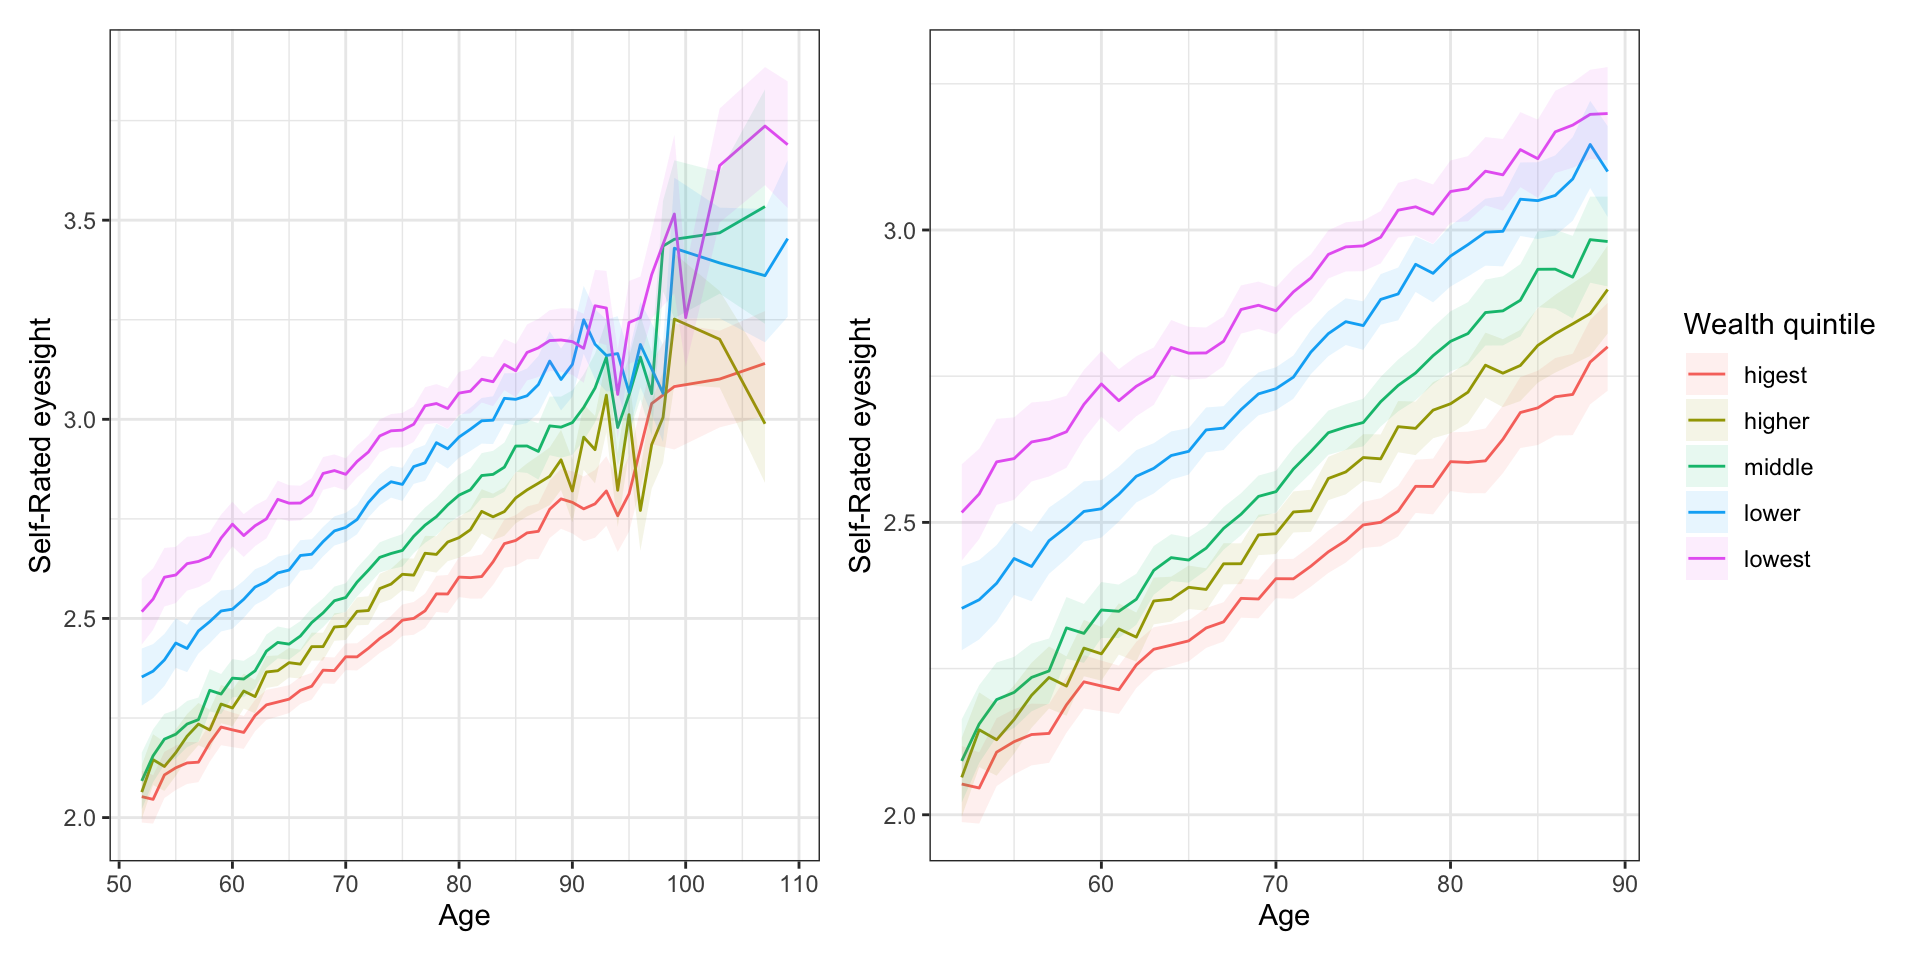 Self-Rated eyesight
3.5
3.0
2.5
2.0
50 60 70 80 90 100 110
Age
Self-Rated eyesight
3.0
2.5
2.0
60 70 80 90
Age
Wealth quintile
higest
higher
middle
lower
lowest